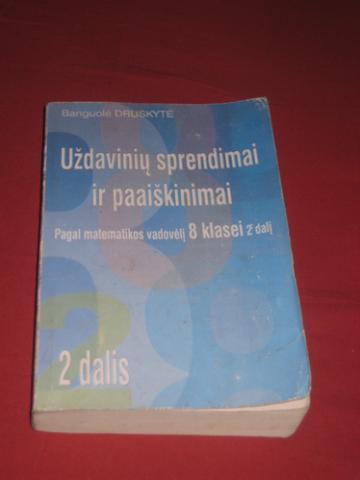 Banguolė DRUSKYTĖ
Uždavinių sprendimai
ir paaiškinimai
Pagal matematikos vadovėlį 8 klasei 2 dalį
2 dalis